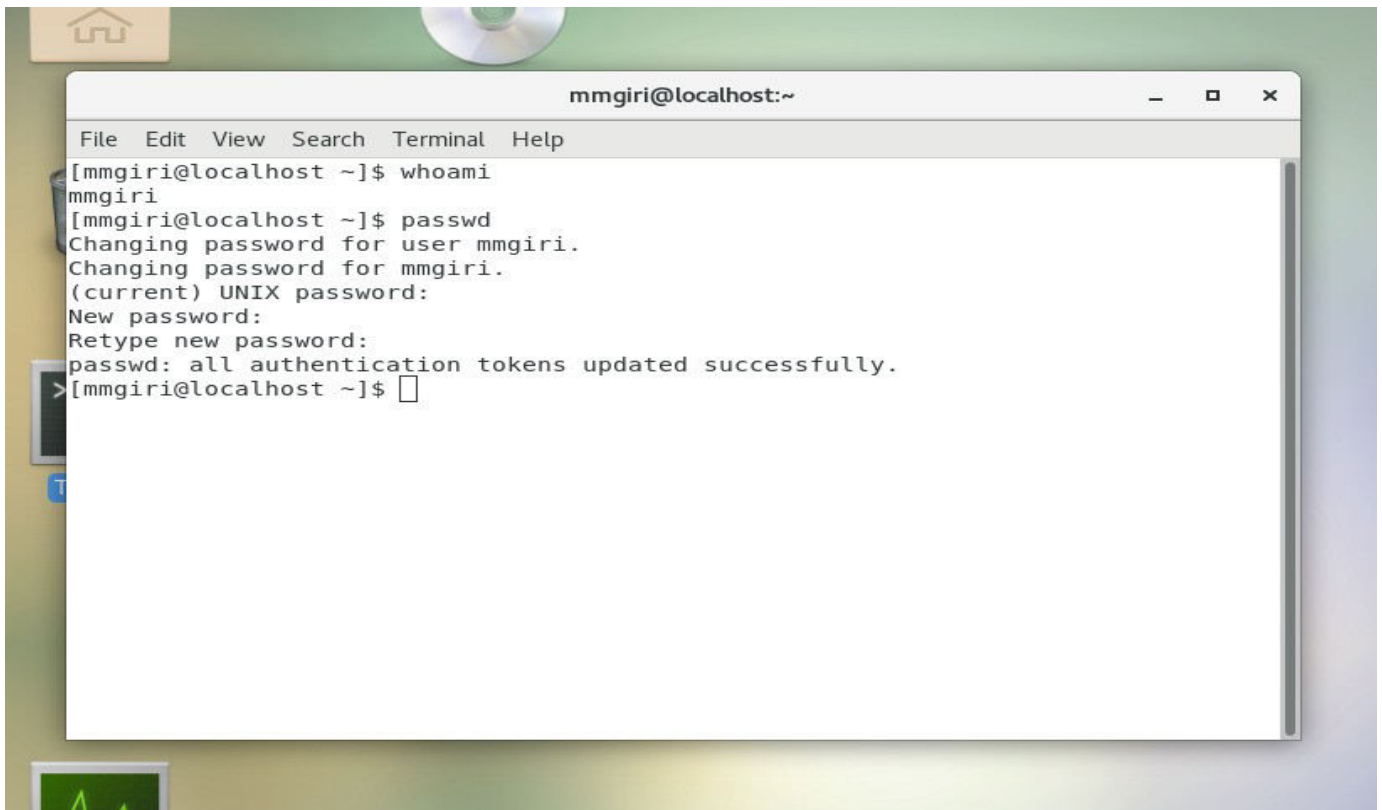 mmgiri@localhost:~
File Edit View Search Terminal Help
[mmgiri@localhost ~]$ whoami
mmgiri
[mmgiri@localhost ~]$ passwd
Changing password for user mmgiri.
Changing password for mmgiri.
(current) UNIX password:
New password:
Retype new password:
passwd: all authentication tokens updated successfully.
[mmgiri@localhost ~]$
T